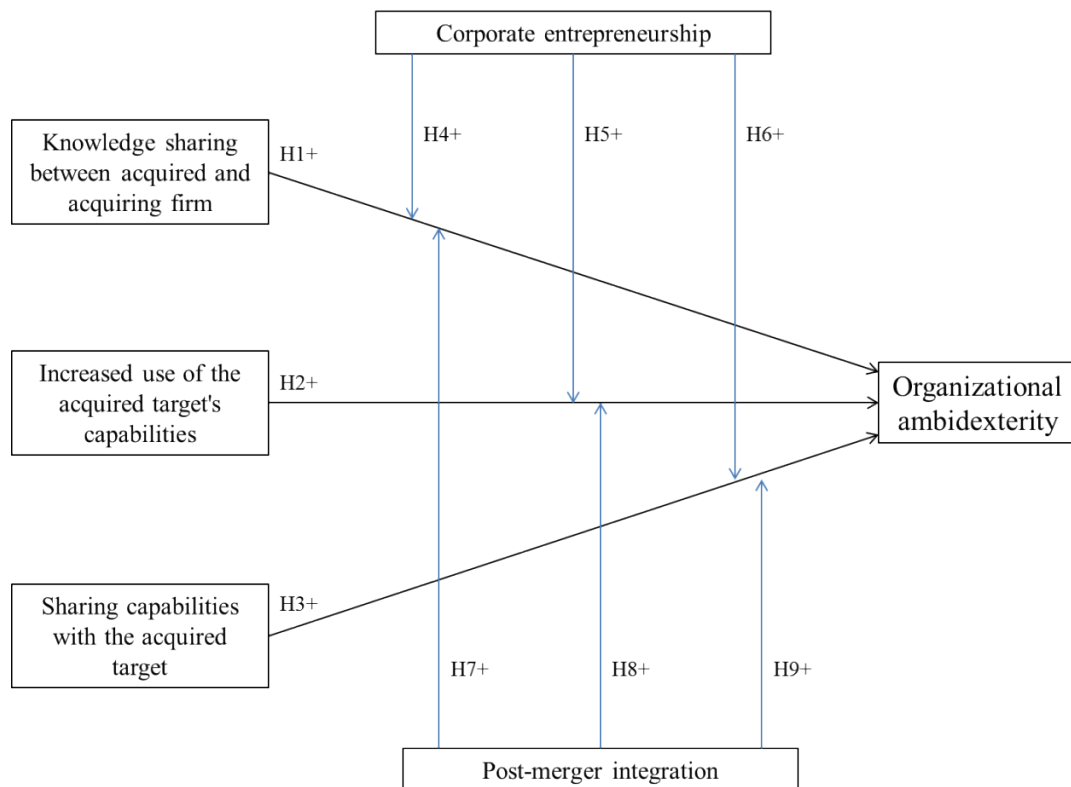 Corporate entrepreneurship
H4+
H5+
H6+
Knowledge sharing
between acquired and
acquiring firm
H1+
Increased use of the
acquired target's
capabilities
H2+
Organizational
ambidexterity
Sharing capabilities
with the acquired
target
H3+
H7+
H8+
H9+
Post-merger integration